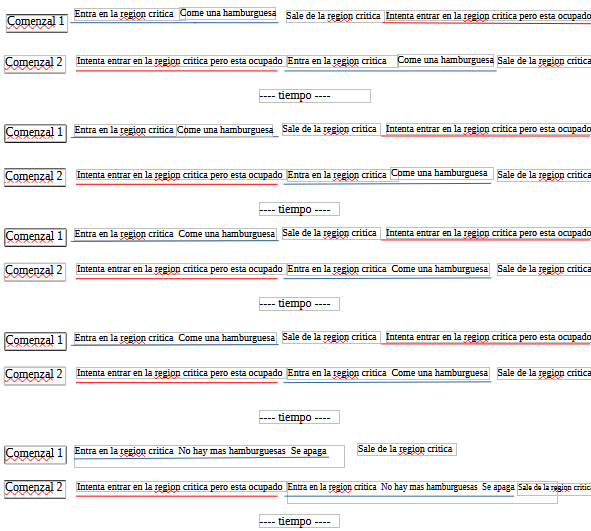 Comenzal 1 Entra en la region critica Come una hamburguesa Sale de la region critica Intenta entrar en la region critica pero esta ocupado
Comenzal 2 Intenta entrar en la region critica pero esta ocupado Entra en la region critica Come una hamburguesa Sale de la region critica
---- tiempo ----
Comenzal 1 Entra en la region critica Come una hamburguesa Sale de la region critica Intenta entrar en la region critica pero esta ocupado
Comenzal 2 Intenta entrar en la region critica pero esta ocupado Entra en la region critica Come una hamburguesa Sale de la region critica
---- tiempo ----
Comenzal 1 Entra en la region critica Come una hamburguesa Sale de la region critica Intenta entrar en la region critica pero esta ocupado
Comenzal 2 Intenta entrar en la region critica pero esta ocupado Entra en la region critica Come una hamburguesa Sale de la region critica
---- tiempo ----
Comenzal 1 Entra en la region critica Come una hamburguesa Sale de la region critica Intenta entrar en la region critica pero esta ocupado
Comenzal 2 Intenta entrar en la region critica pero esta ocupado Entra en la region critica Come una hamburguesa Sale de la region critica
---- tiempo ----
Comenzal 1 Entra en la region critica No hay mas hamburguesas Se apaga Sale de la region critica
Comenzal 2 Intenta entrar en la region critica pero esta ocupado Entra en la region critica No hay mas hamburguesas Se apaga Sale de la region critica
---- tiempo ----